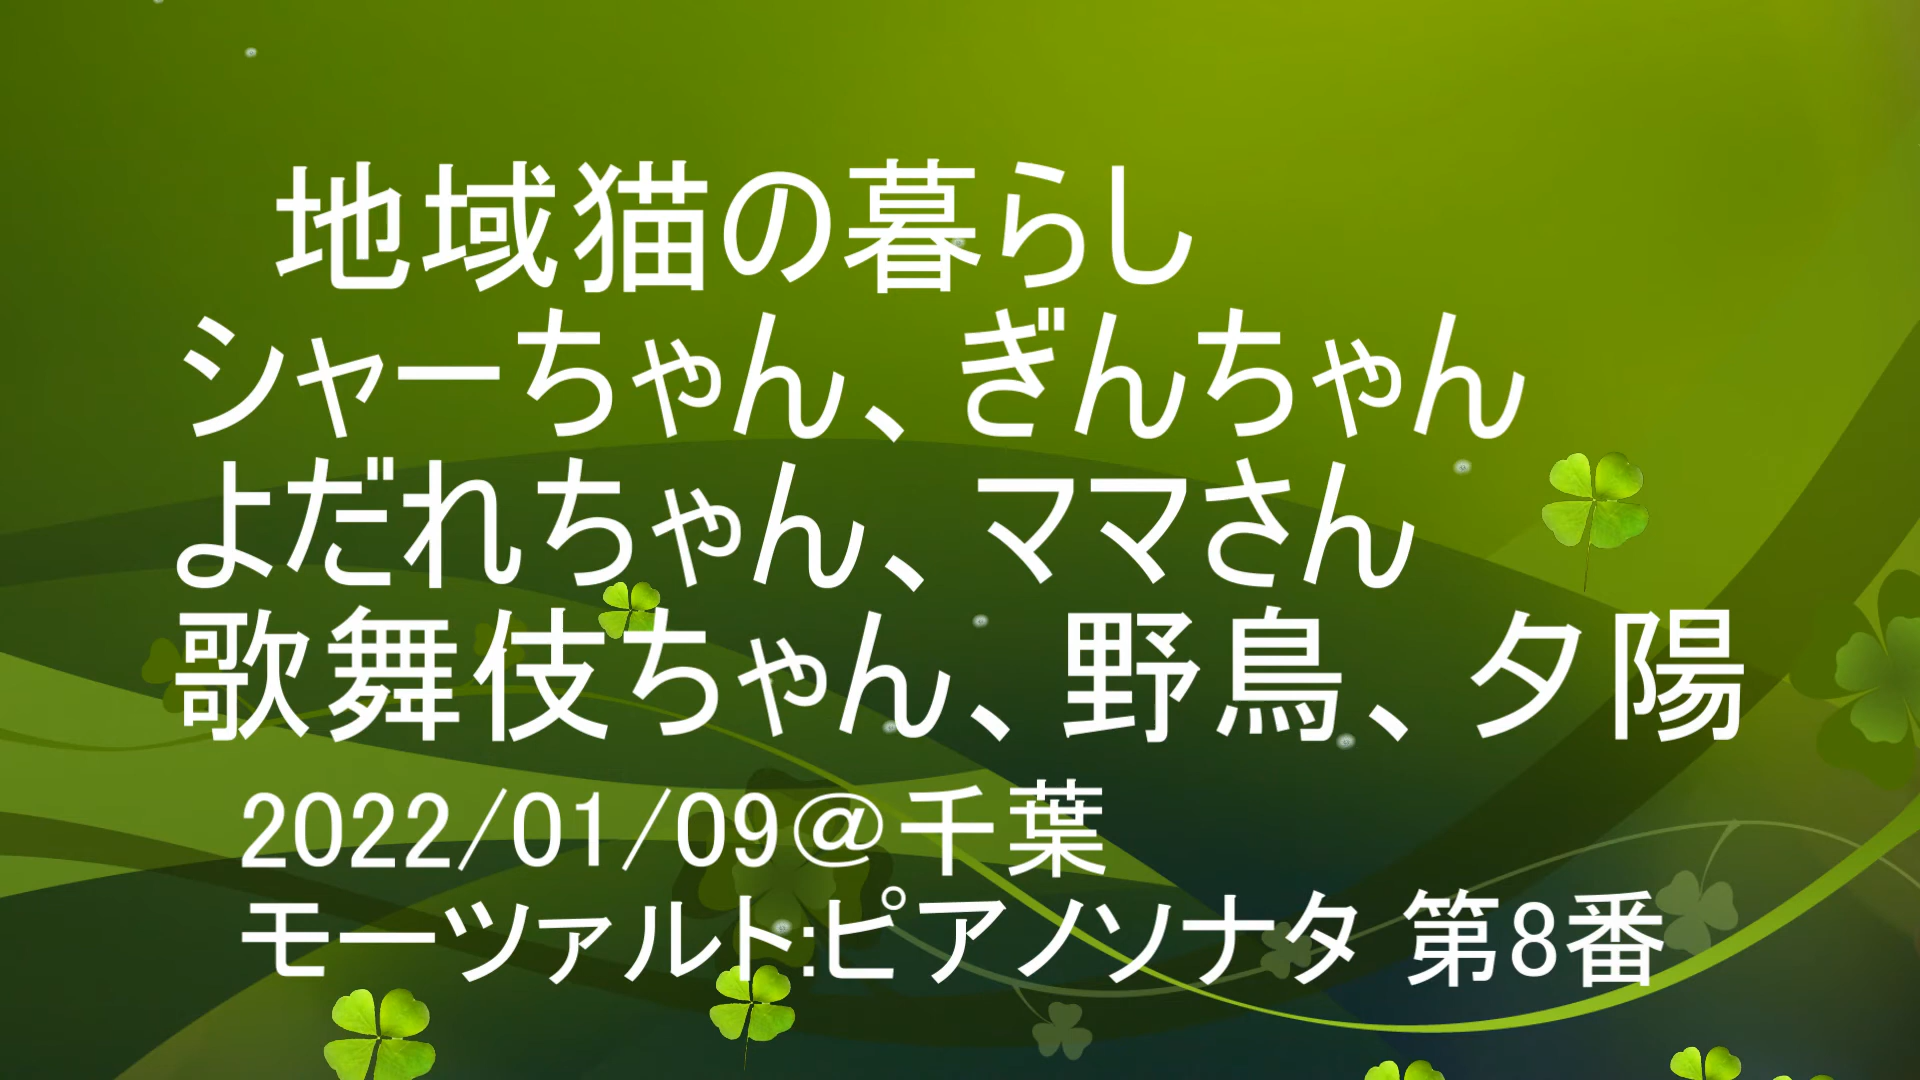 地域猫の暮らし
シャーちゃん、ぎんちゃん
よだれちゃん、ママさん
歌舞伎ちゃん、野鳥、夕陽
2022/01/09@千葉
モーツァルト:ピアノソナタ 第8番